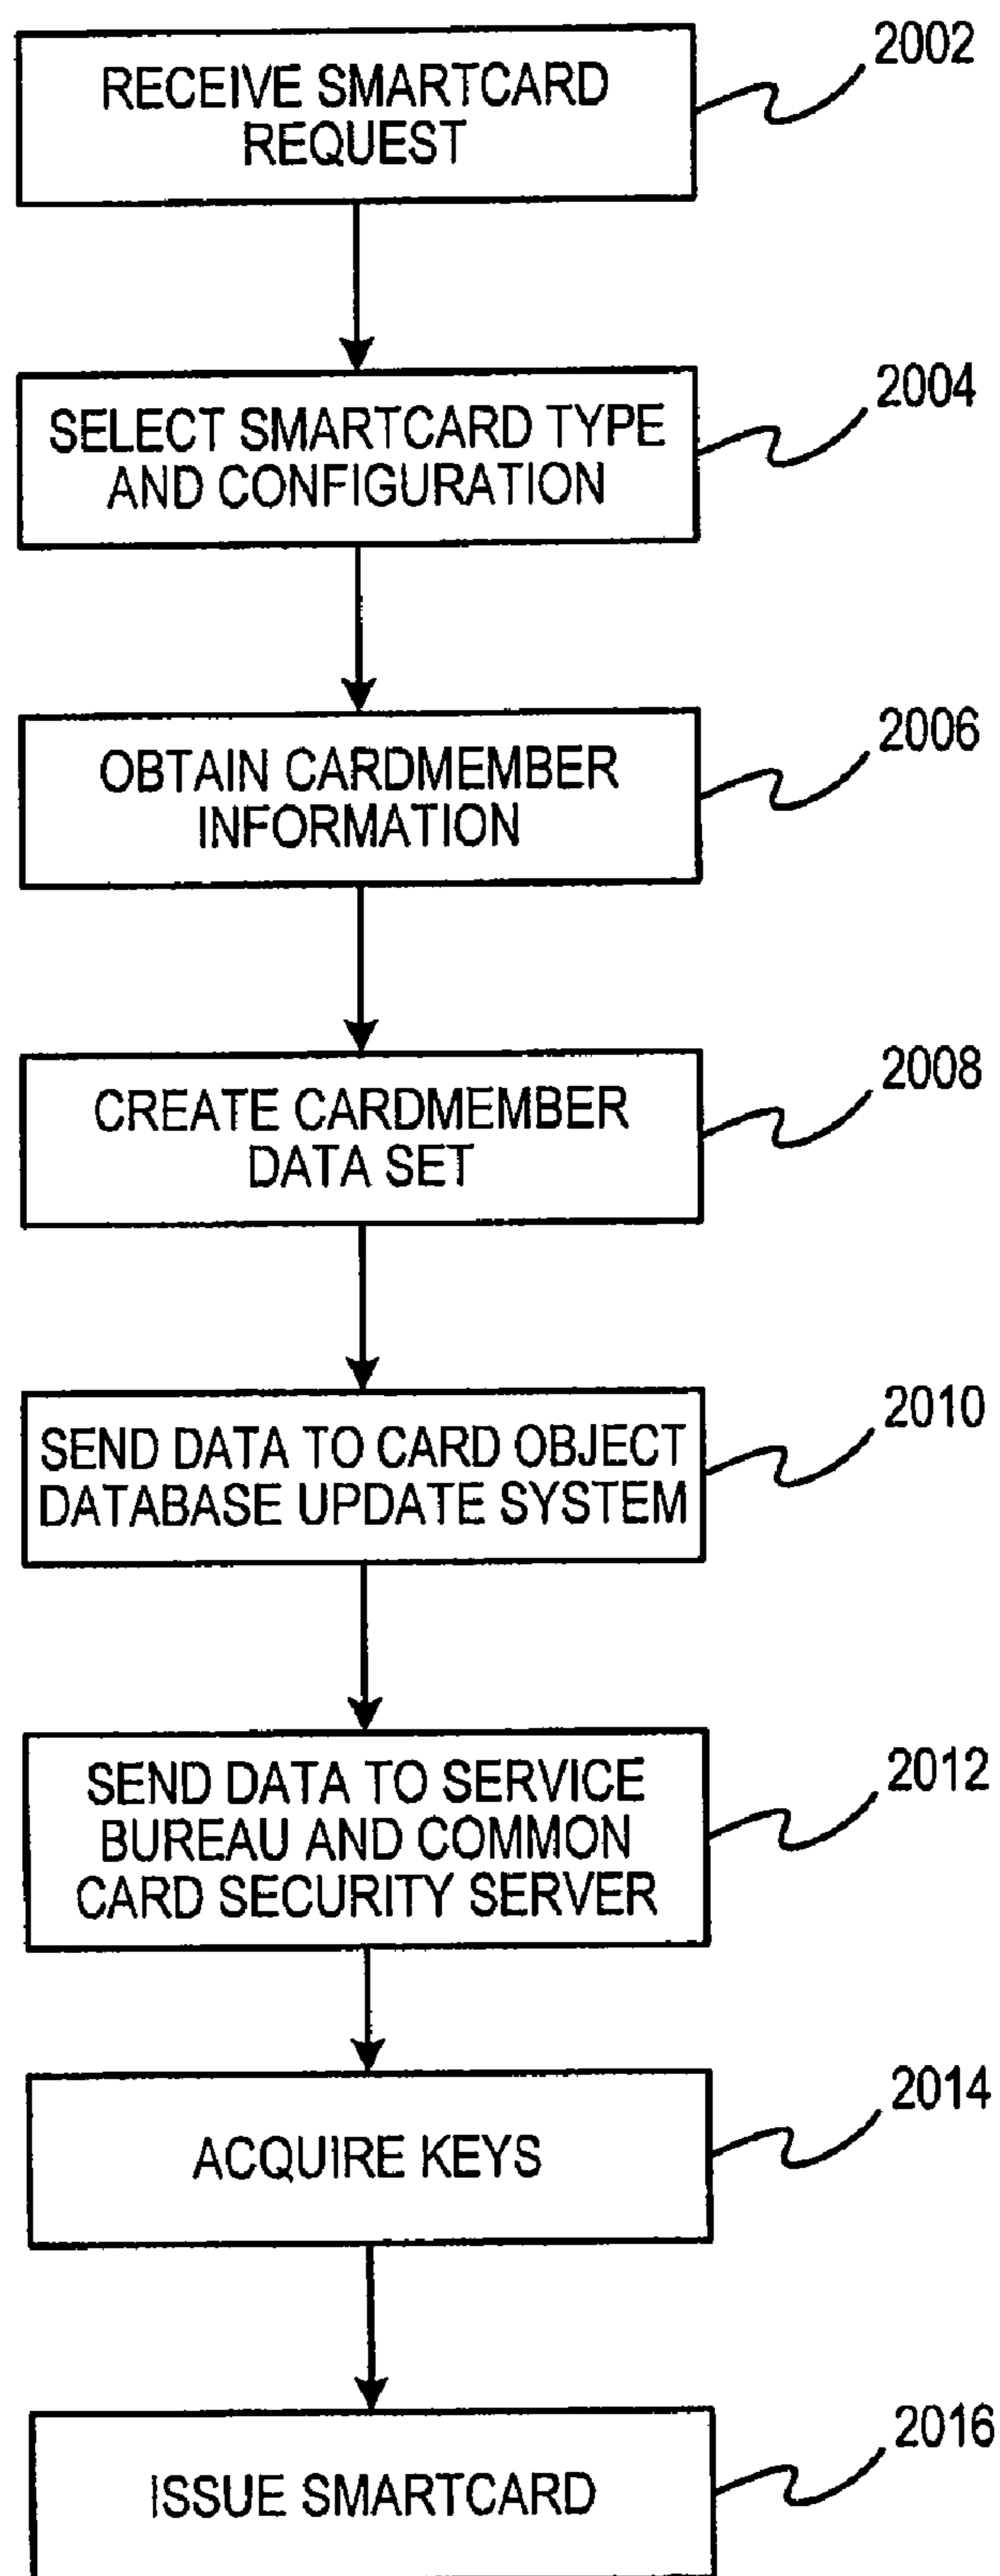 2002
RECEIVE SMARTCARD
REQUEST
2004
SELECT SMARTCARD TYPE
AND CONFIGURATION
2006
OBTAIN CARDMEMBER
INFORMATION
2008
CREATE CARDMEMBER
DATA SET
2010
SEND DATA TO CARD OBJECT
DATABASE UPDATE SYSTEM
2012
SEND DATA TO SERVICE
BUREAU AND COMMON
CARD SECURITY SERVER
2014
ACQUIRE KEYS
2016
ISSUE SMARTCARD